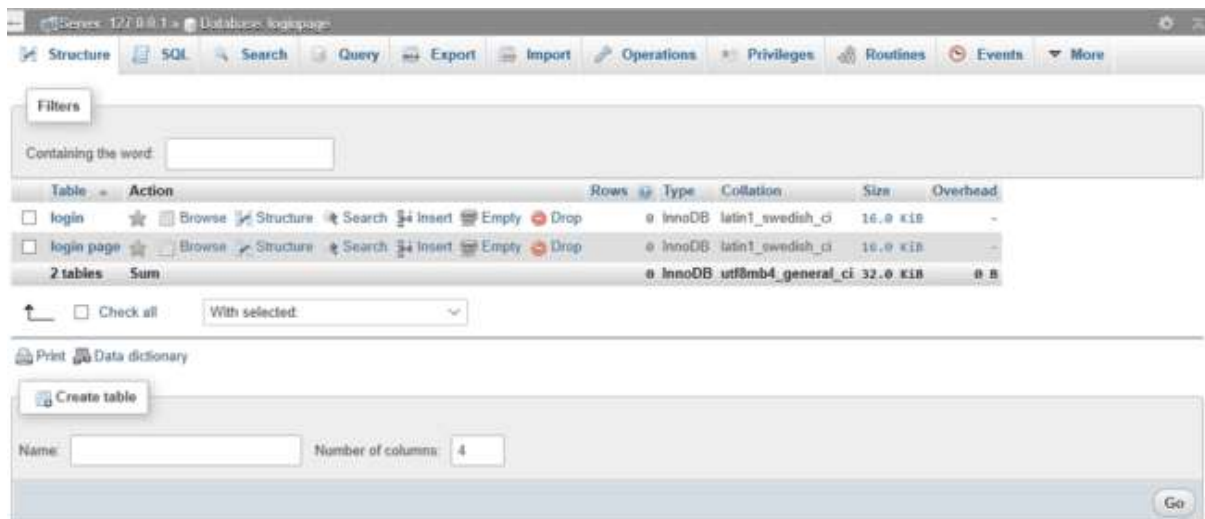 Server: 127.0.0.1 » Database: loginpage
Structure SQL Search Query Export Import Operations Privileges Routines Events More
Filters
Containing the word:
Table Action Rows Type Collation Size Overhead
login Browse Structure Search Insert Empty Drop 0 InnoDB latin1_swedish_ci 16.0 KiB -
login page Browse Structure Search Insert Empty Drop 0 InnoDB latin1_swedish_ci 16.0 KiB -
2 tables Sum 0 InnoDB utf8mb4_general_ci 32.0 KiB 0 B
Check all With selected:
Print Data dictionary
Create table
Name: Number of columns: 4
Go